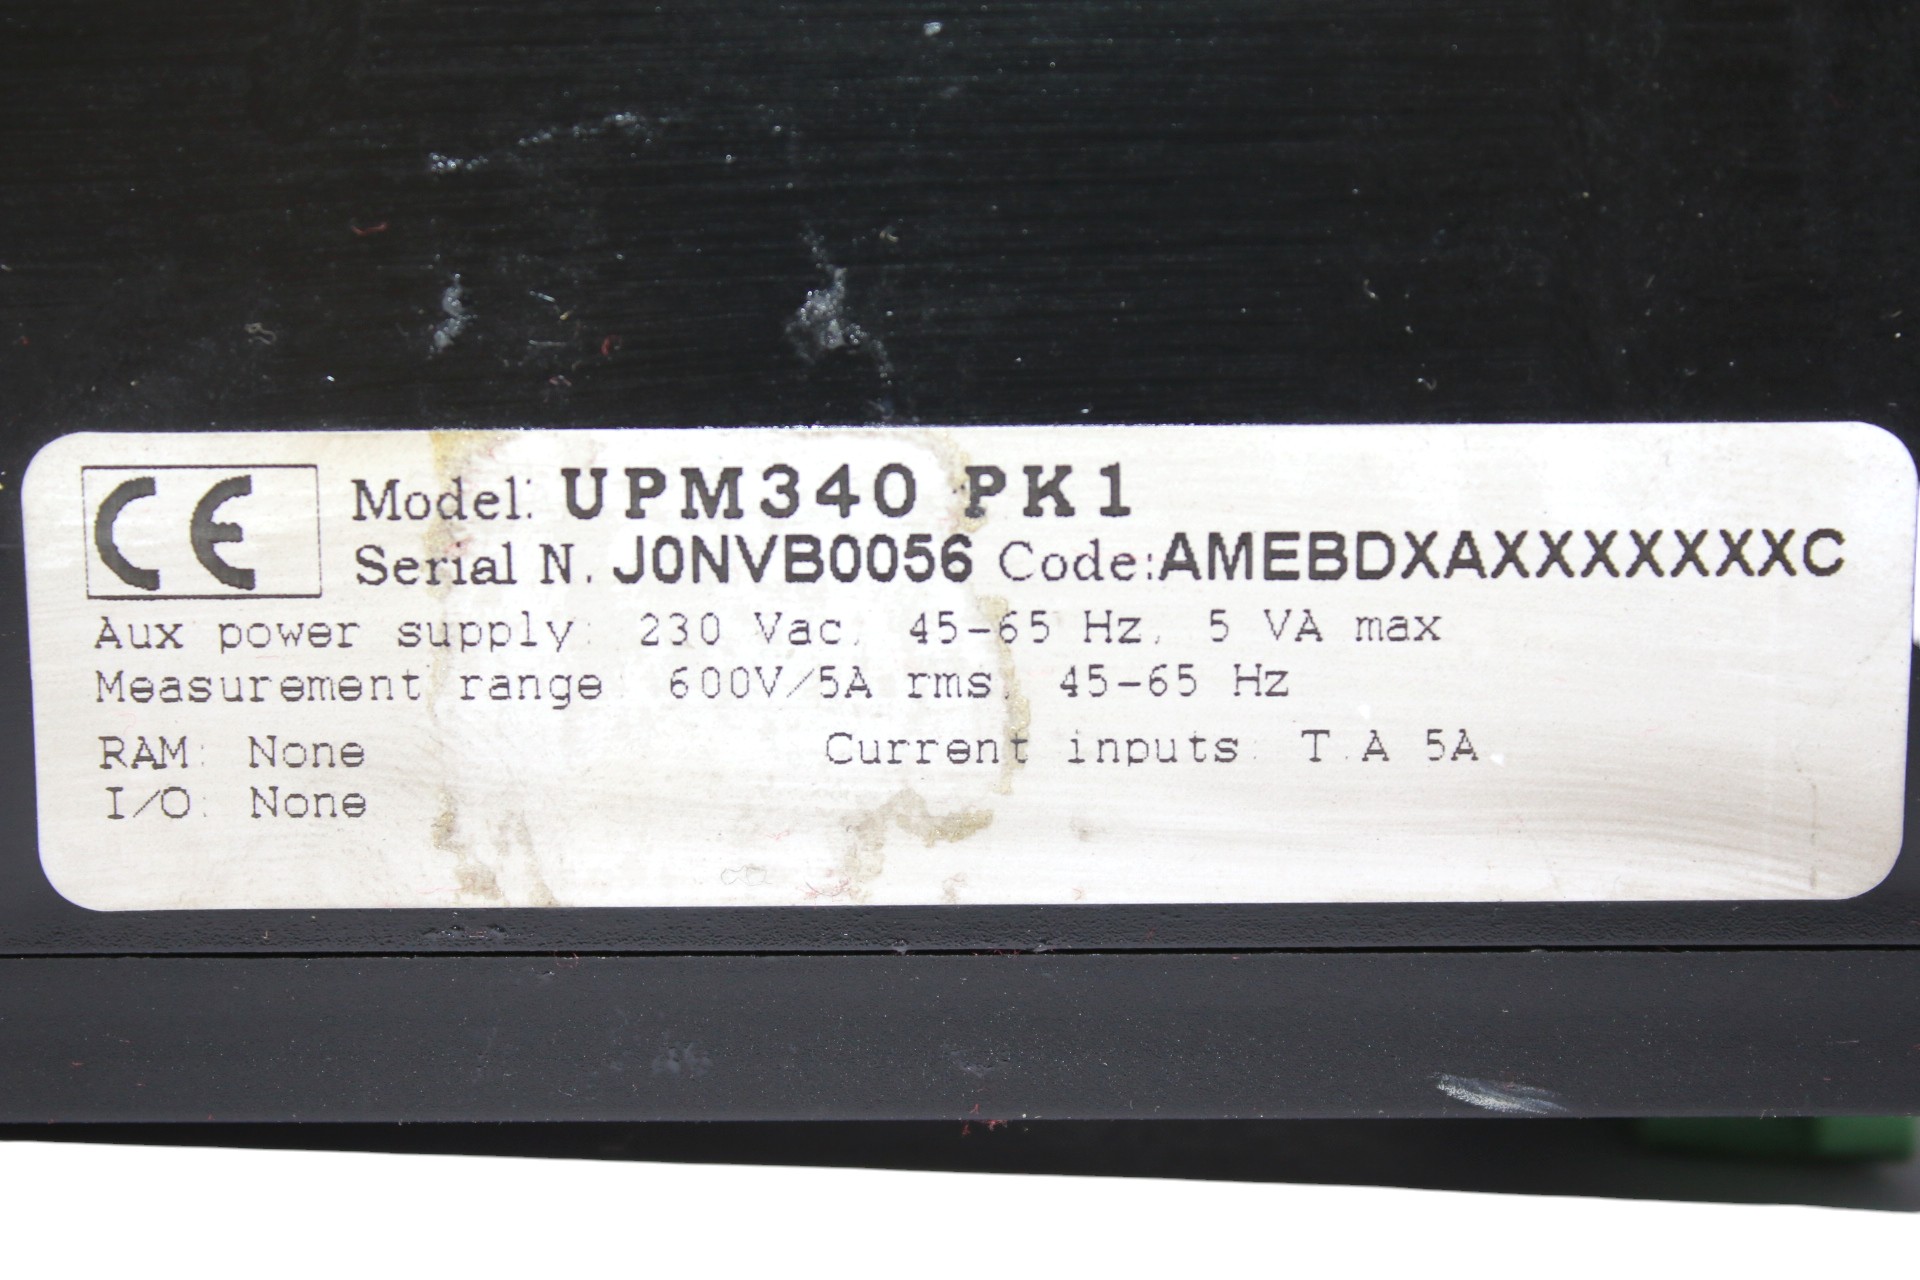 CE
Model: UPM340 PK1
Serial N. J0NVB0056 Code:AMEBDXAXXXXXXXC
Aux power supply: 230 Vac, 45-65 Hz, 5 VA max
Measurement range: 600V/5A rms, 45-65 Hz
RAM: None Current inputs: T.A 5A
I/O: None